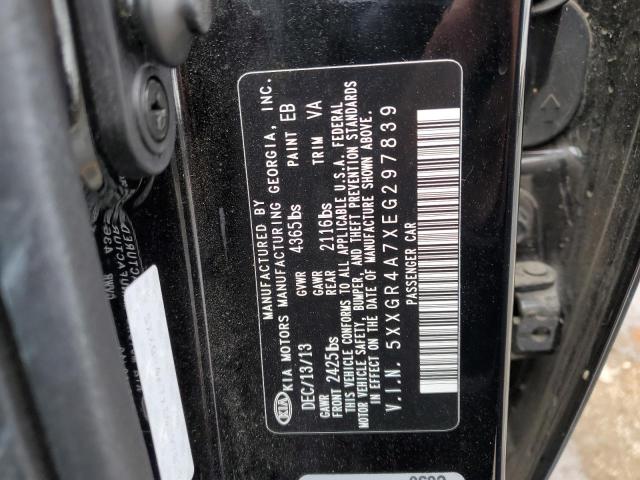 MANUFACTURED BY
KIA KIA MOTORS MANUFACTURING GEORGIA, INC.
DEC/13/13 GVWR 4365lbs PAINT EB
GAWR FRONT 2425lbs GAWR REAR 2116lbs TRIM VA
THIS VEHICLE CONFORMS TO ALL APPLICABLE U.S.A. FEDERAL
MOTOR VEHICLE SAFETY, BUMPER, AND THEFT PREVENTION STANDARDS
IN EFFECT ON THE DATE OF MANUFACTURE SHOWN ABOVE.
V.I.N. 5XXGR4A7XEG297839
PASSENGER CAR